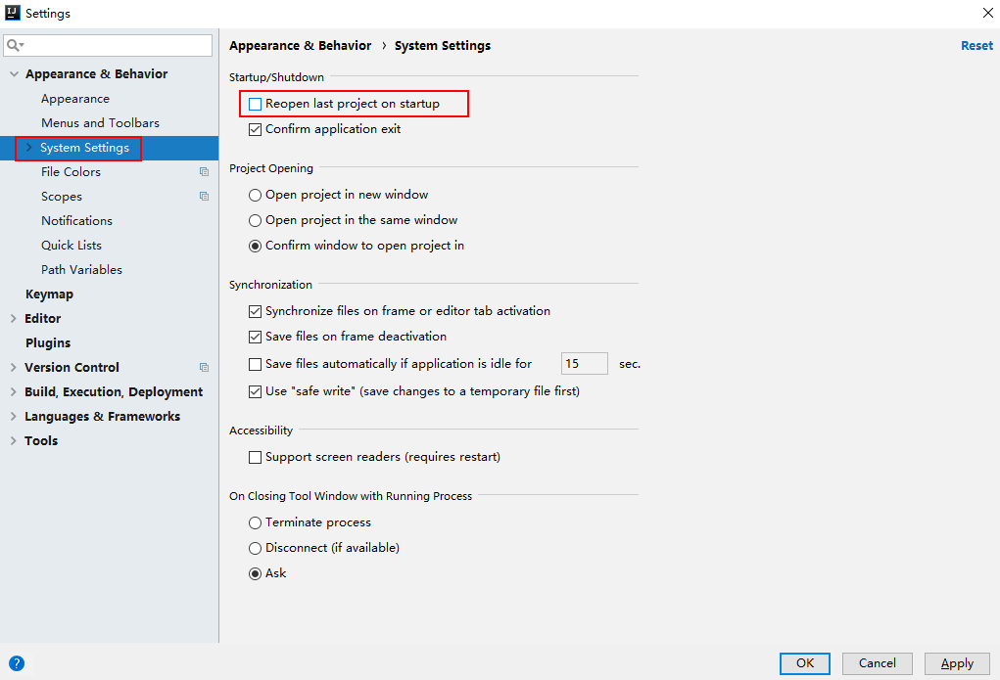 IJ Settings
Appearance & Behavior › System Settings Reset
Appearance & Behavior
Appearance
Menus and Toolbars
System Settings
File Colors
Scopes
Notifications
Quick Lists
Path Variables
Keymap
Editor
Plugins
Version Control
Build, Execution, Deployment
Languages & Frameworks
Tools
Startup/Shutdown
Reopen last project on startup
Confirm application exit
Project Opening
Open project in new window
Open project in the same window
Confirm window to open project in
Synchronization
Synchronize files on frame or editor tab activation
Save files on frame deactivation
Save files automatically if application is idle for 15 sec.
Use "safe write" (save changes to a temporary file first)
Accessibility
Support screen readers (requires restart)
On Closing Tool Window with Running Process
Terminate process
Disconnect (if available)
Ask
? OK Cancel Apply